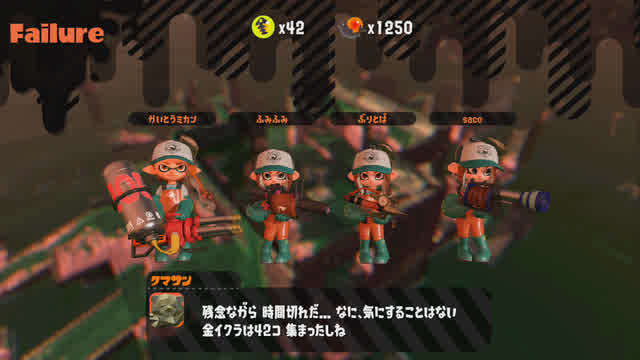 Failure
x42
x1250
かいとうミカン
ふみふみ
ぷりとぱ
saco
クマサン
残念ながら 時間切れだ… なに、気にすることはない
金イクラは42コ 集まったしね